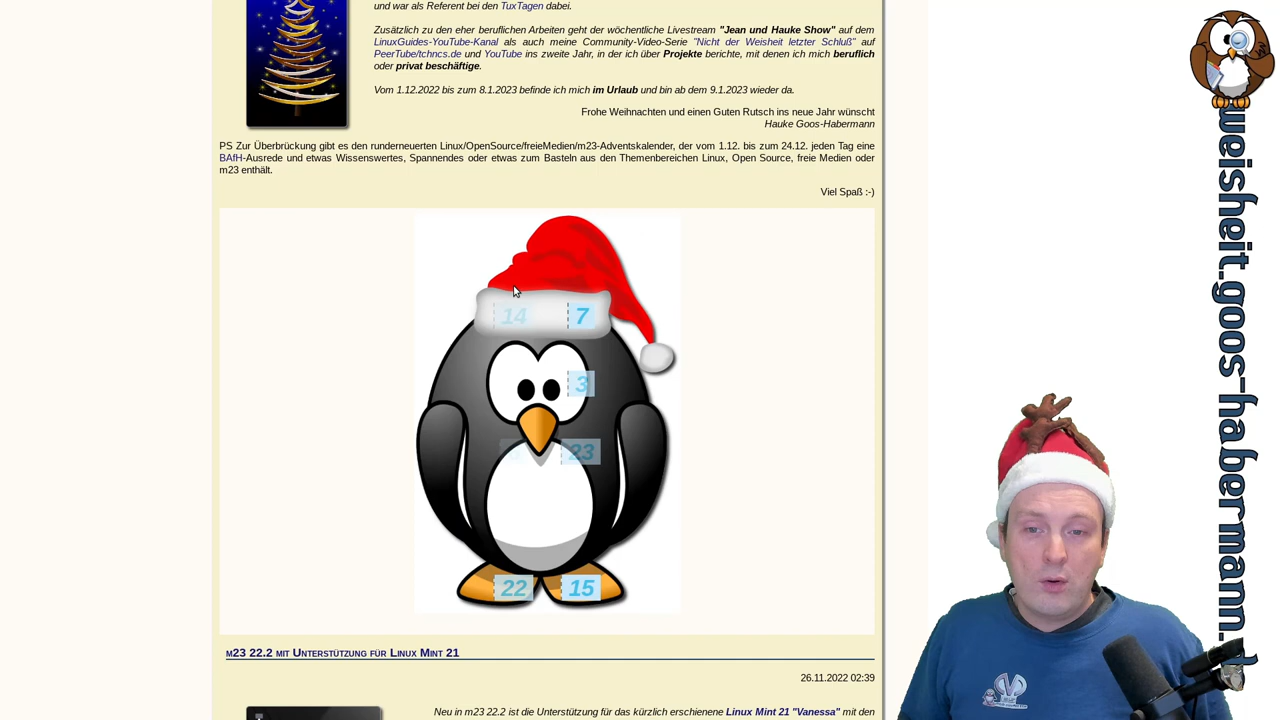 und war als Referent bei den TuxTagen dabei.
Zusätzlich zu den eher beruflichen Arbeiten geht der wöchentliche Livestream "Jean und Hauke Show" auf dem
LinuxGuides-YouTube-Kanal als auch meine Community-Video-Serie "Nicht der Weisheit letzter Schluß" auf
PeerTube/tchncs.de und YouTube ins zweite Jahr, in der ich über Projekte berichte, mit denen ich mich beruflich
oder privat beschäftige.
Vom 1.12.2022 bis zum 8.1.2023 befinde ich mich im Urlaub und bin ab dem 9.1.2023 wieder da.
Frohe Weihnachten und einen Guten Rutsch ins neue Jahr wünscht
Hauke Goos-Habermann
PS Zur Überbrückung gibt es den runderneuerten Linux/OpenSource/freieMedien/m23-Adventskalender, der vom 1.12. bis zum 24.12. jeden Tag eine
BAfH-Ausrede und etwas Wissenswertes, Spannendes oder etwas zum Basteln aus den Themenbereichen Linux, Open Source, freie Medien oder
m23 enthält.
Viel Spaß :-)
14 7
3
23
22 15
m23 22.2 mit Unterstützung für Linux Mint 21
26.11.2022 02:39
Neu in m23 22.2 ist die Unterstützung für das kürzlich erschienene Linux Mint 21 "Vanessa" mit den
weisheit.goos-habermann.d